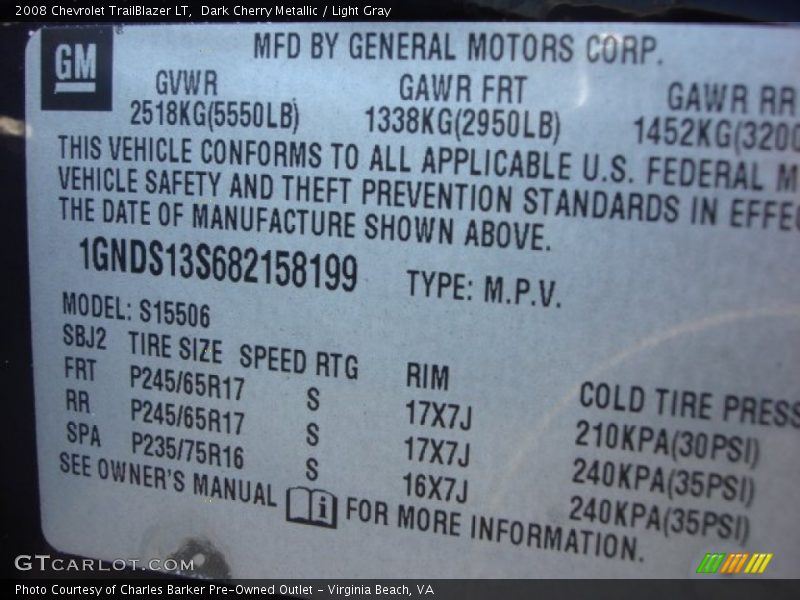 2008 Chevrolet TrailBlazer LT, Dark Cherry Metallic / Light Gray
GM
MFD BY GENERAL MOTORS CORP.
GVWR GAWR FRT GAWR RR
2518KG(5550LB) 1338KG(2950LB) 1452KG(3200
THIS VEHICLE CONFORMS TO ALL APPLICABLE U.S. FEDERAL M
VEHICLE SAFETY AND THEFT PREVENTION STANDARDS IN EFFEC
THE DATE OF MANUFACTURE SHOWN ABOVE.
1GNDS13S682158199 TYPE: M.P.V.
MODEL: S15506
SBJ2 TIRE SIZE SPEED RTG RIM COLD TIRE PRESS
FRT P245/65R17 S 17X7J 210KPA(30PSI)
RR P245/65R17 S 17X7J 240KPA(35PSI)
SPA P235/75R16 S 16X7J 240KPA(35PSI)
SEE OWNER'S MANUAL i FOR MORE INFORMATION.
GTCARLOT.COM
Photo Courtesy of Charles Barker Pre-Owned Outlet - Virginia Beach, VA